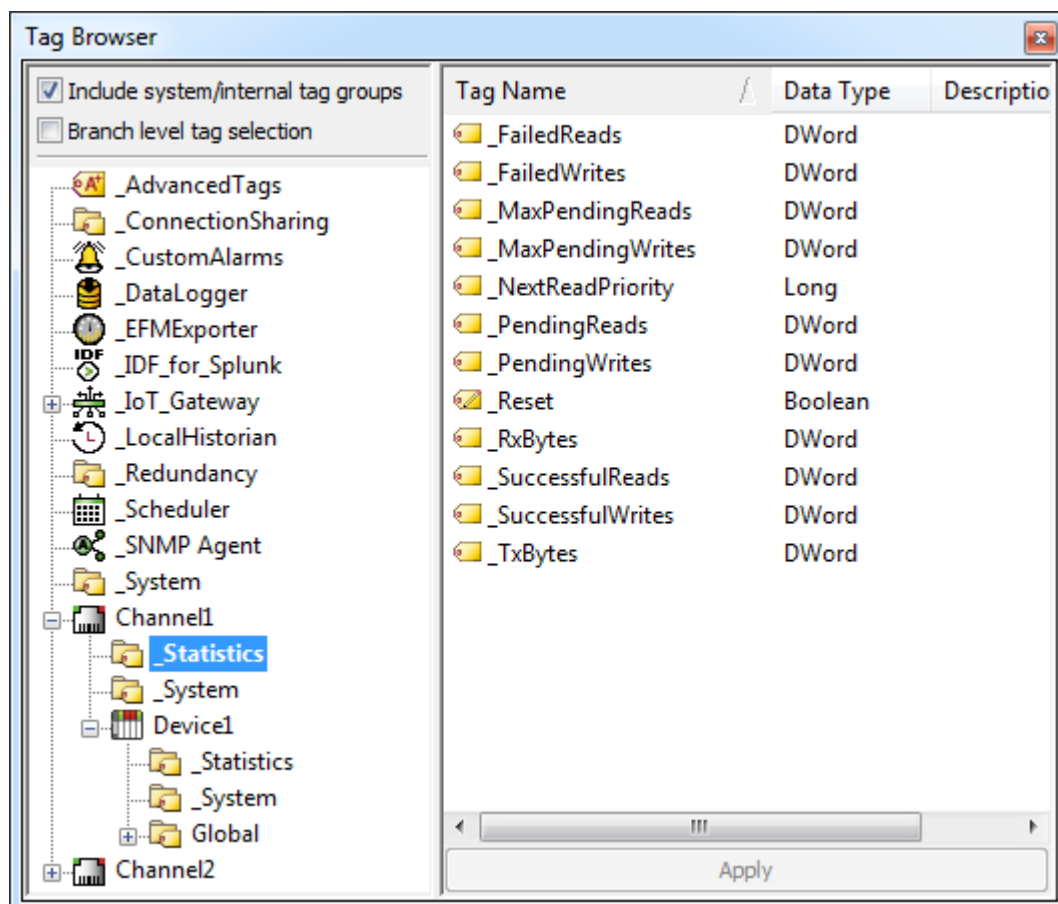 Tag Browser
Include system/internal tag groups
Branch level tag selection
_AdvancedTags
_ConnectionSharing
_CustomAlarms
_DataLogger
_EFMExporter
IDF
_IDF_for_Splunk
_IoT_Gateway
_LocalHistorian
_Redundancy
_Scheduler
_SNMP Agent
_System
Channel1
_Statistics
_System
Device1
_Statistics
_System
Global
Channel2
Tag Name Data Type Descriptio
_FailedReads DWord
_FailedWrites DWord
_MaxPendingReads DWord
_MaxPendingWrites DWord
_NextReadPriority Long
_PendingReads DWord
_PendingWrites DWord
_Reset Boolean
_RxBytes DWord
_SuccessfulReads DWord
_SuccessfulWrites DWord
_TxBytes DWord
Apply